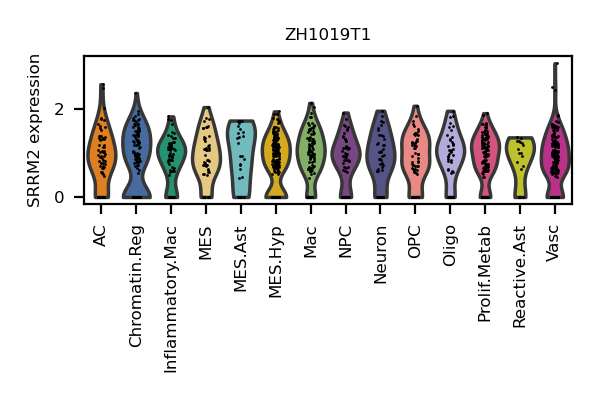 ZH1019T1
SRRM2 expression
2
0
AC
Chromatin.Reg
Inflammatory.Mac
MES
MES.Ast
MES.Hyp
Mac
NPC
Neuron
OPC
Oligo
Prolif.Metab
Reactive.Ast
Vasc